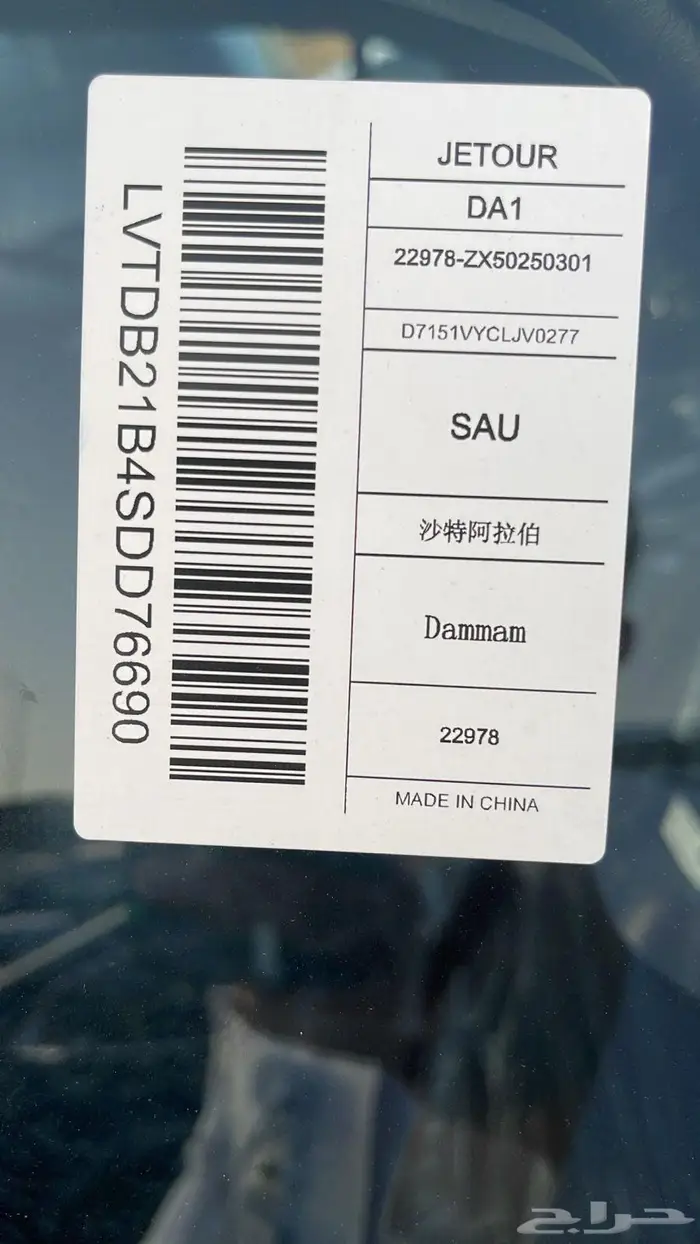 LVTDB21B4SDD76690
JETOUR
DA1
22978-ZX50250301
D7151VYCLJV0277
SAU
沙特阿拉伯
Dammam
22978
MADE IN CHINA
حراج